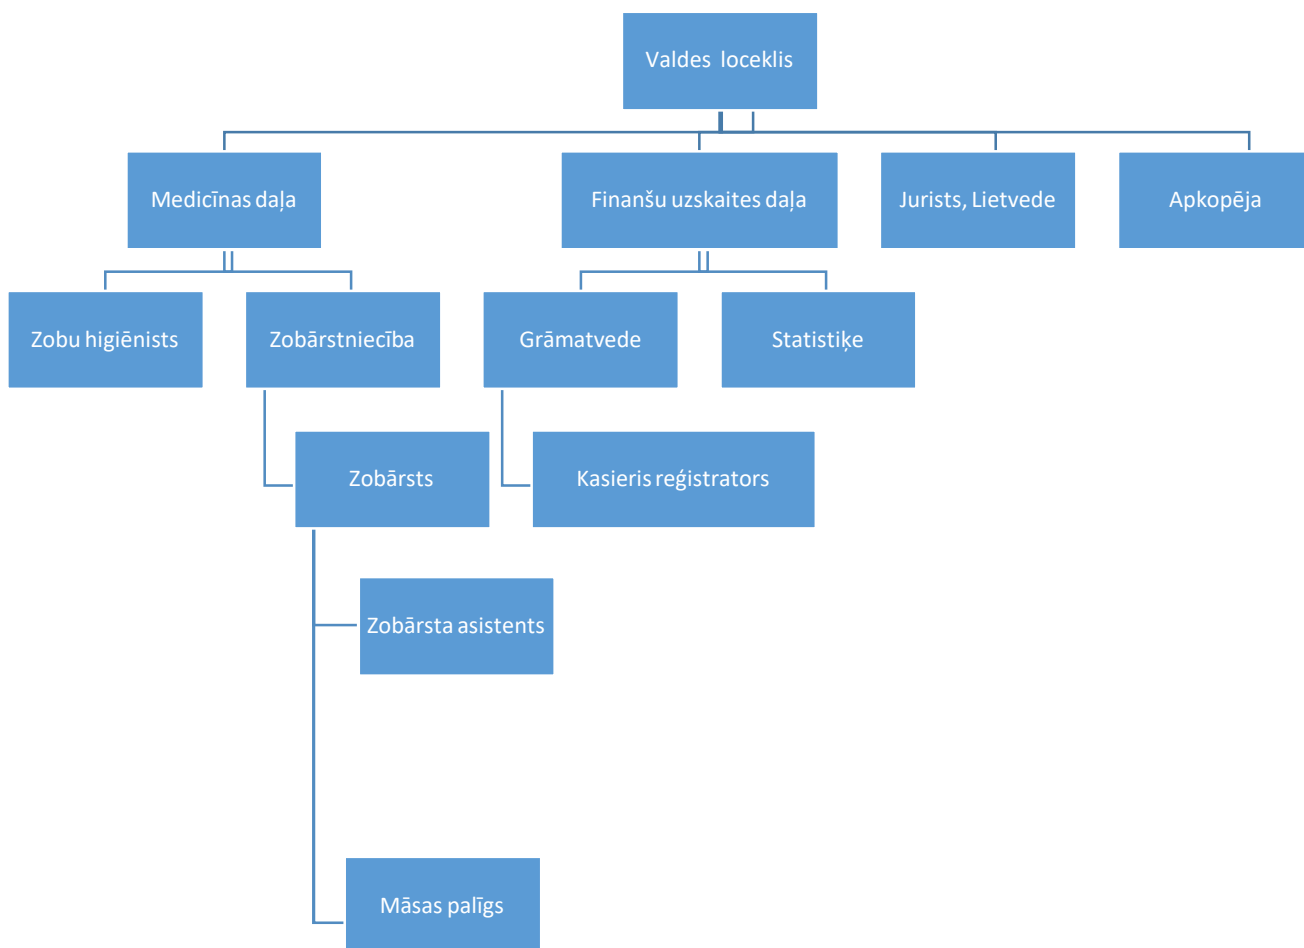 Valdes  loceklis
Medicīnas daļa
Finanšu uzskaites daļa
Jurists, Lietvede
Apkopēja
Zobu higiēnists
Zobārstniecība
Grāmatvede
Statistiķe
Zobārsts
Kasieris reģistrators
Zobārsta asistents
Māsas palīgs